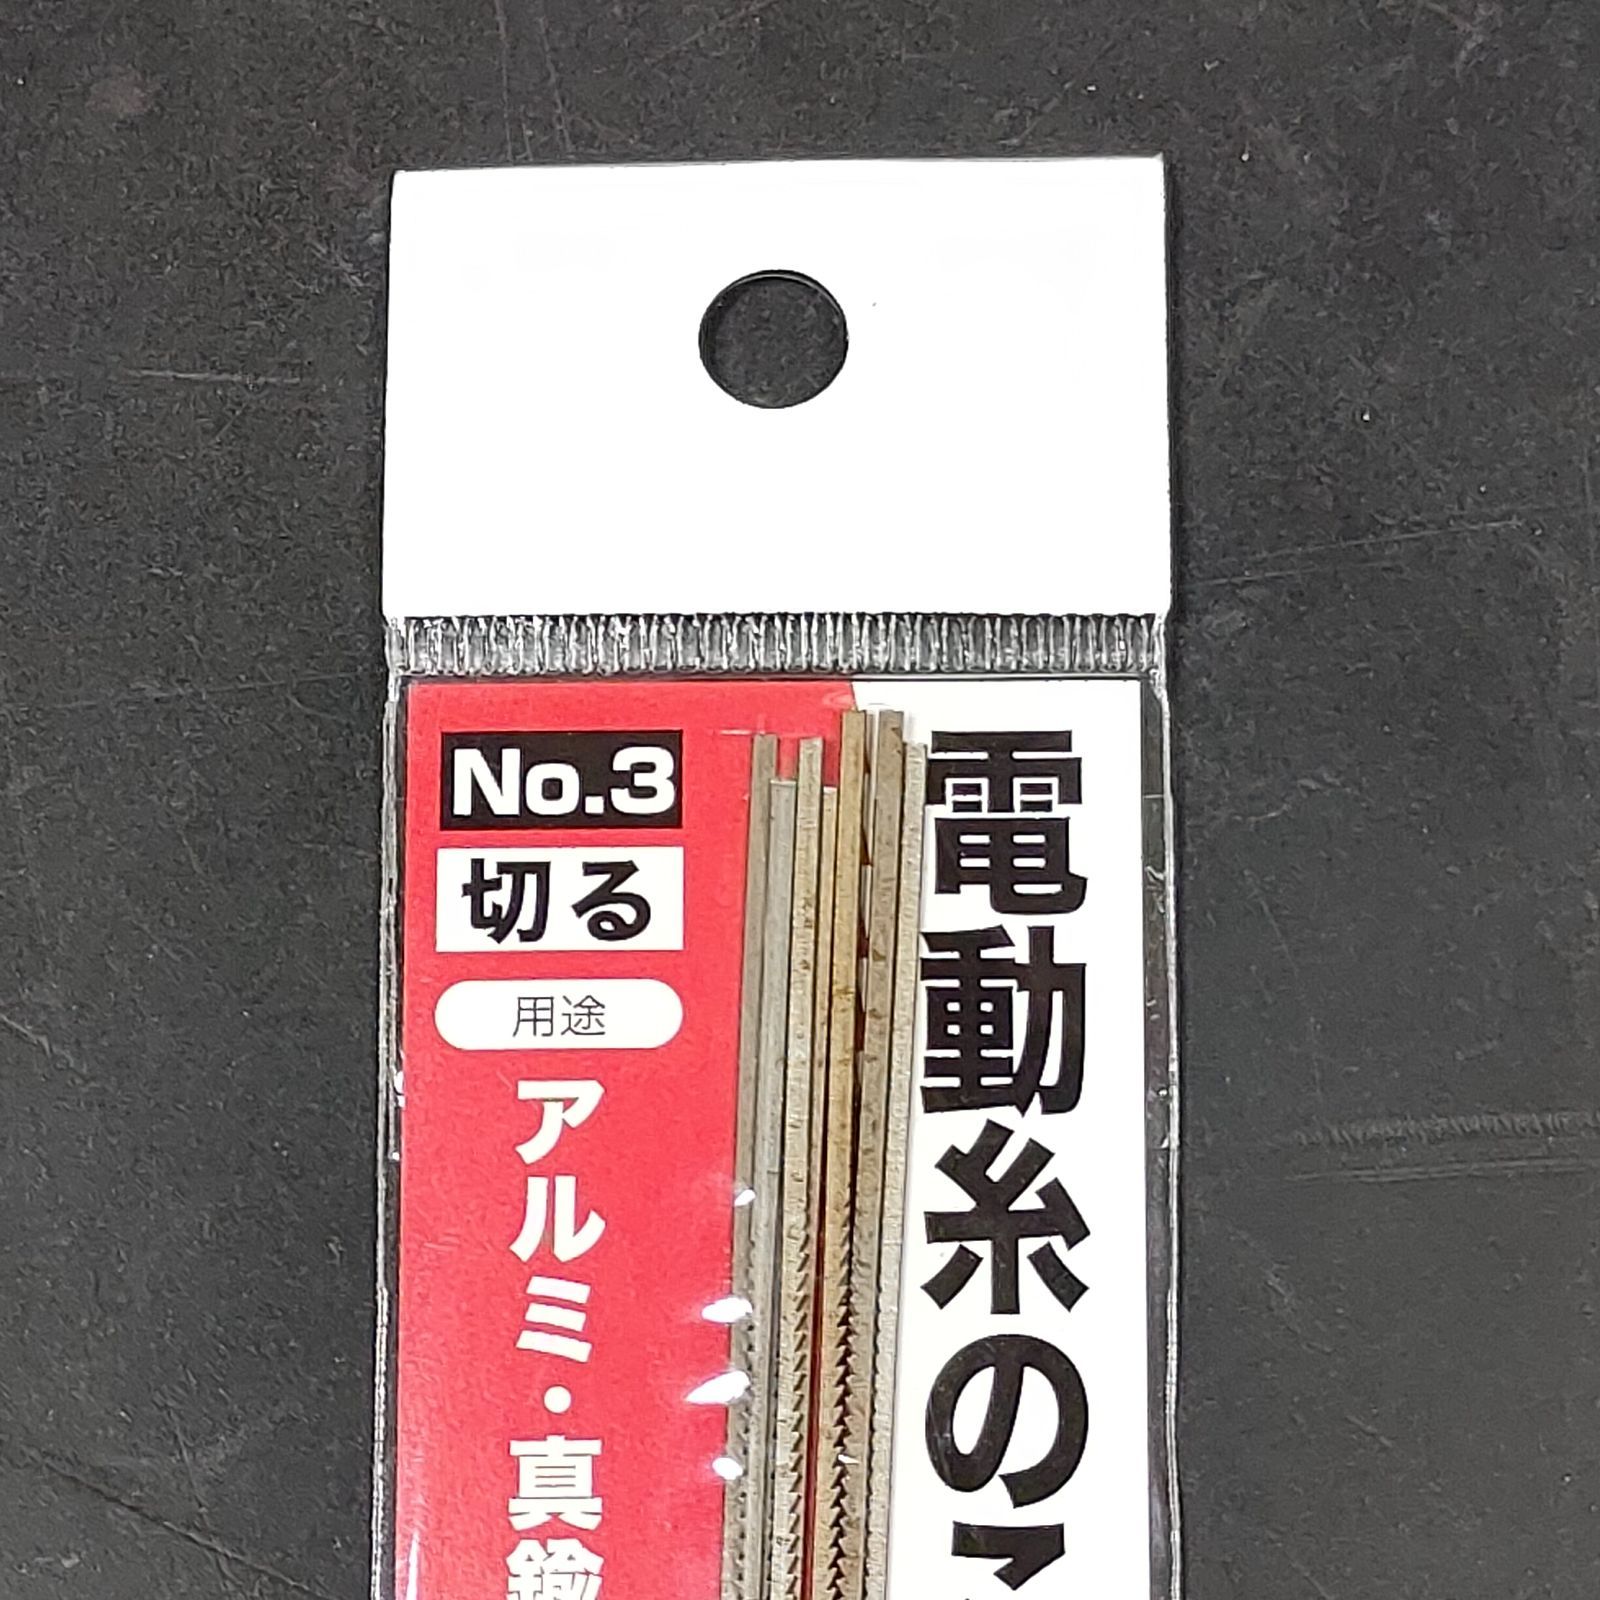 No.3
切る
用途
アルミ・真鍮
電動糸の